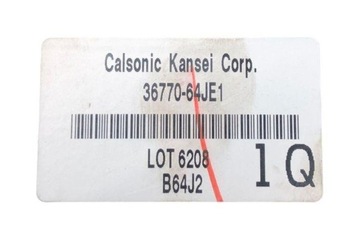 Calsonic Kansei Corp.
36770-64JE1
LOT 6208
B64J2
1Q